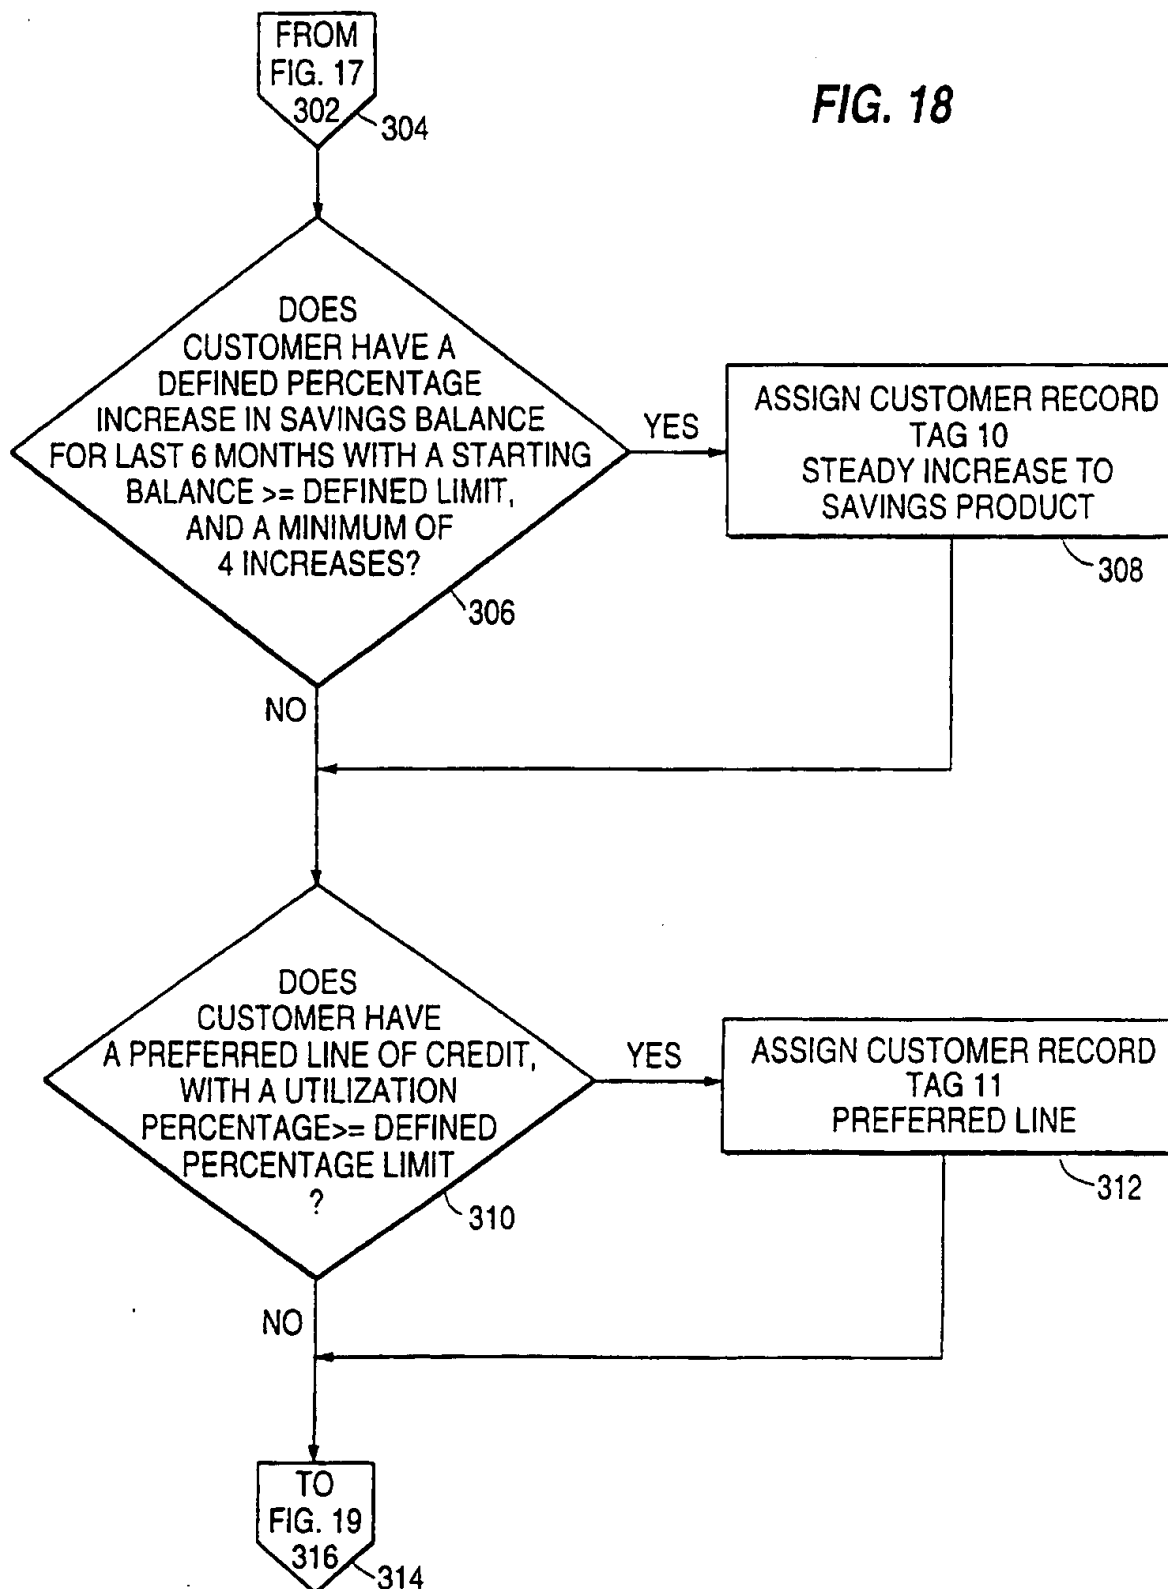 FROM
FIG. 17
302
304
FIG. 18
DOES
CUSTOMER HAVE A
DEFINED PERCENTAGE
INCREASE IN SAVINGS BALANCE
FOR LAST 6 MONTHS WITH A STARTING
BALANCE >= DEFINED LIMIT,
AND A MINIMUM OF
4 INCREASES?
306
YES
ASSIGN CUSTOMER RECORD
TAG 10
STEADY INCREASE TO
SAVINGS PRODUCT
308
NO
DOES
CUSTOMER HAVE
A PREFERRED LINE OF CREDIT,
WITH A UTILIZATION
PERCENTAGE>= DEFINED
PERCENTAGE LIMIT
?
310
YES
ASSIGN CUSTOMER RECORD
TAG 11
PREFERRED LINE
312
NO
TO
FIG. 19
316
314